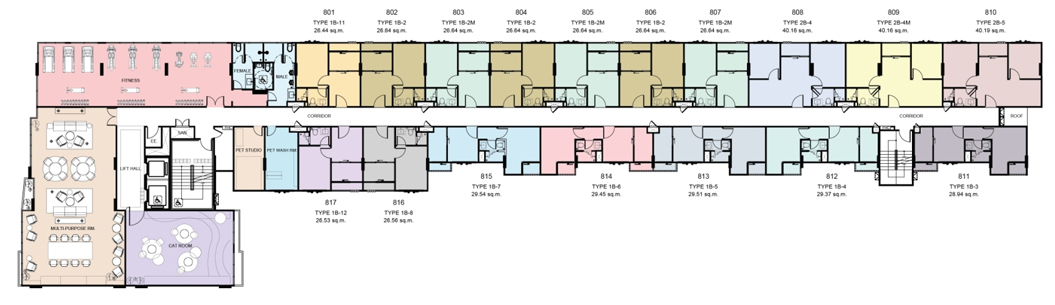 801
TYPE 1B-11
26.44 sq.m.
802
TYPE 1B-2
26.64 sq.m.
803
TYPE 1B-2M
26.64 sq.m.
804
TYPE 1B-2
26.64 sq.m.
805
TYPE 1B-2M
26.64 sq.m.
806
TYPE 1B-2
26.64 sq.m.
807
TYPE 1B-2M
26.64 sq.m.
808
TYPE 2B-4
40.16 sq.m.
809
TYPE 2B-4M
40.16 sq.m.
810
TYPE 2B-5
40.19 sq.m.
FITNESS
FEMALE
MALE
CORRIDOR
CORRIDOR
ROOF
SAN.
EE
LIFT HALL
PET STUDIO
PET WASH RM
MULTI-PURPOSE RM.
CAT ROOM
817
TYPE 1B-12
26.53 sq.m.
816
TYPE 1B-8
26.56 sq.m.
815
TYPE 1B-7
29.54 sq.m.
814
TYPE 1B-6
29.45 sq.m.
813
TYPE 1B-5
29.51 sq.m.
812
TYPE 1B-4
29.37 sq.m.
811
TYPE 1B-3
28.94 sq.m.